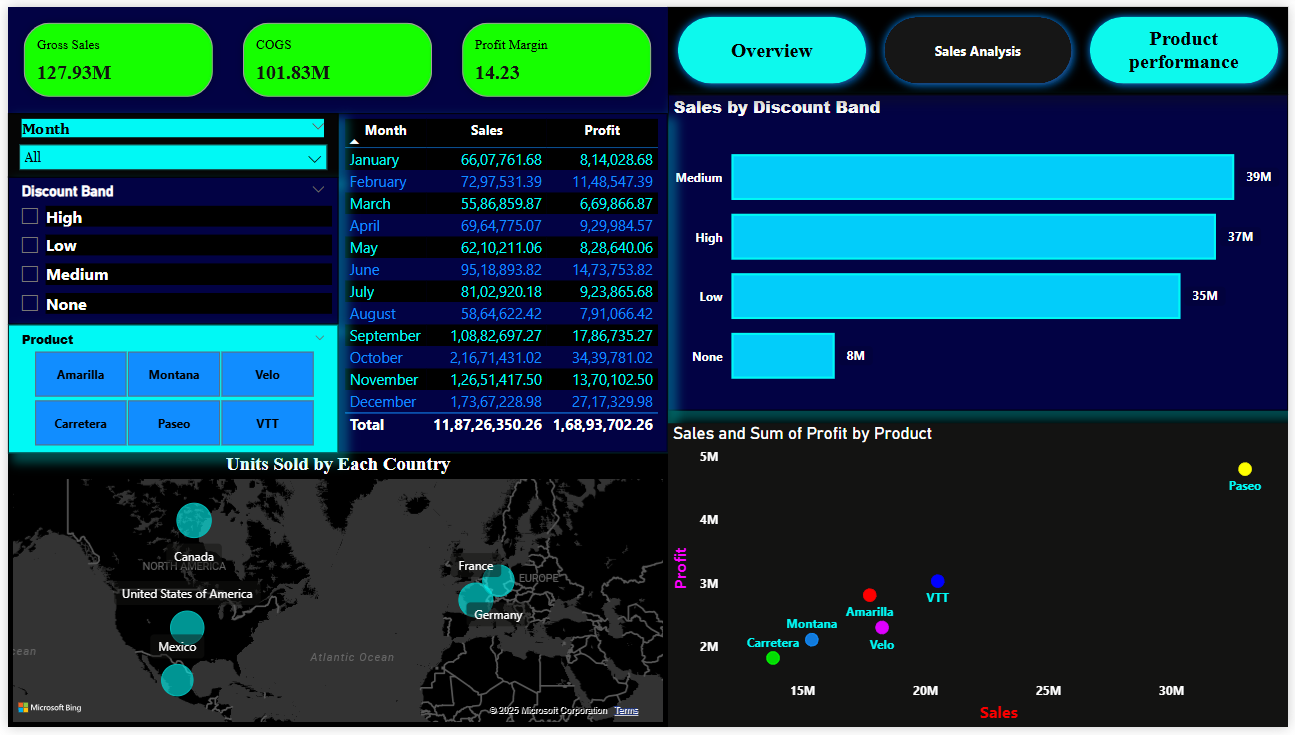 Gross Sales
127.93M
COGS
101.83M
Profit Margin
14.23
Overview
Sales Analysis
Product
performance
Month
All
Discount Band
High
Low
Medium
None
Product
Amarilla Montana Velo
Carretera Paseo VTT
Month Sales Profit
January 66,07,761.68 8,14,028.68
February 72,97,531.39 11,48,547.39
March 55,86,859.87 6,69,866.87
April 69,64,775.07 9,29,984.57
May 62,10,211.06 8,28,640.06
June 95,18,893.82 14,73,753.82
July 81,02,920.18 9,23,865.68
August 58,64,622.42 7,91,066.42
September 1,08,82,697.27 17,86,735.27
October 2,16,71,431.02 34,39,781.02
November 1,26,51,417.50 13,70,102.50
December 1,73,67,228.98 27,17,329.98
Total 11,87,26,350.26 1,68,93,702.26
Sales by Discount Band
Medium 39M
High 37M
Low 35M
None 8M
Units Sold by Each Country
Canada
NORTH AMERICA
United States of America
Mexico
France
EUROPE
Germany
Atlantic Ocean
cean
Microsoft Bing
© 2025 Microsoft Corporation Terms
Sales and Sum of Profit by Product
5M
4M
3M
2M
Profit
Paseo
VTT
Amarilla
Montana
Velo
Carretera
15M 20M 25M 30M
Sales